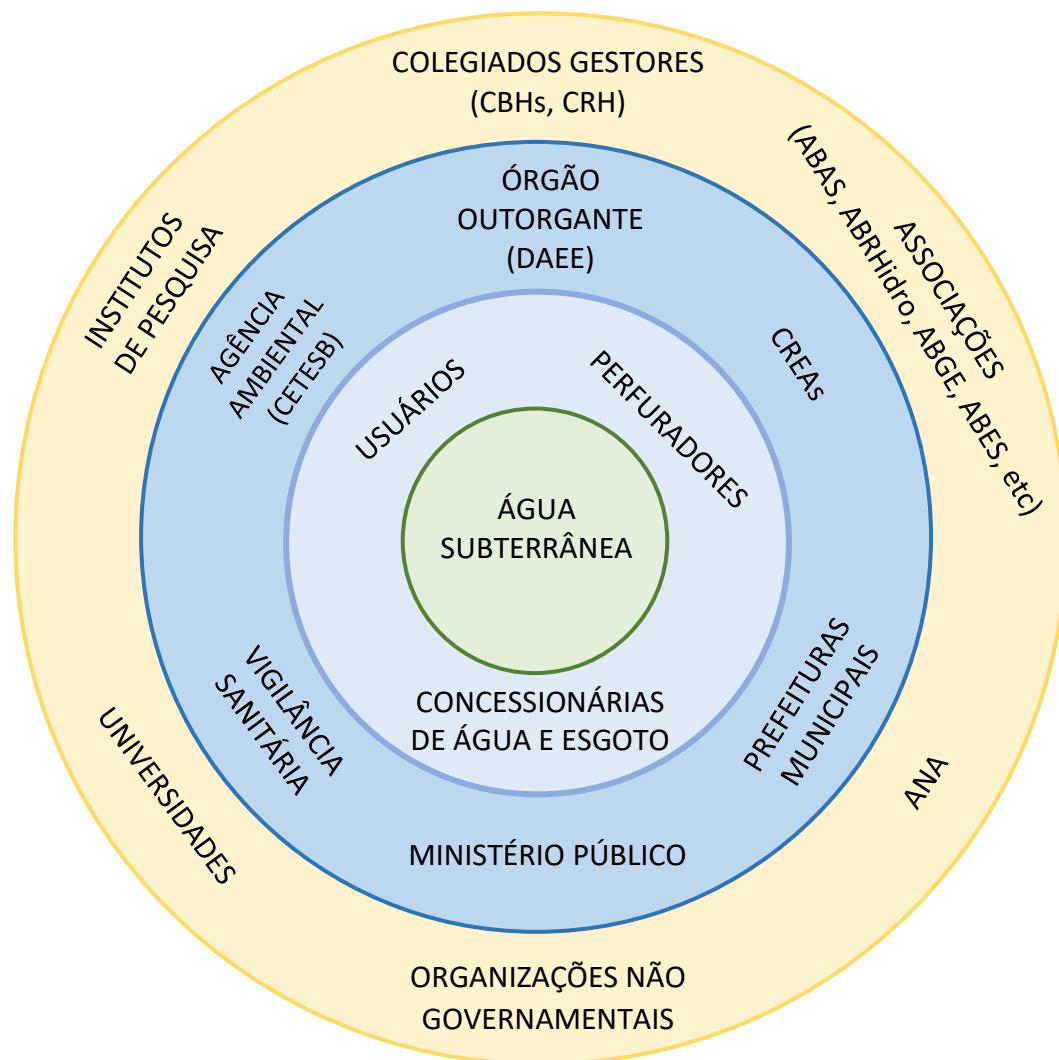 COLEGIADOS GESTORES
(CBHs, CRH)
ASSOCIAÇÕES
(ABAS, ABRHidro, ABGE, ABES, etc)
INSTITUTOS
DE PESQUISA
ÓRGÃO
OUTORGANTE
(DAEE)
AGÊNCIA
AMBIENTAL
(CETESB)
CREAs
USUÁRIOS
PERFURADORES
ÁGUA
SUBTERRÂNEA
CONCESSIONÁRIAS
DE ÁGUA E ESGOTO
VIGILÂNCIA
SANITÁRIA
PREFEITURAS
MUNICIPAIS
MINISTÉRIO PÚBLICO
UNIVERSIDADES
ANA
ORGANIZAÇÕES NÃO
GOVERNAMENTAIS